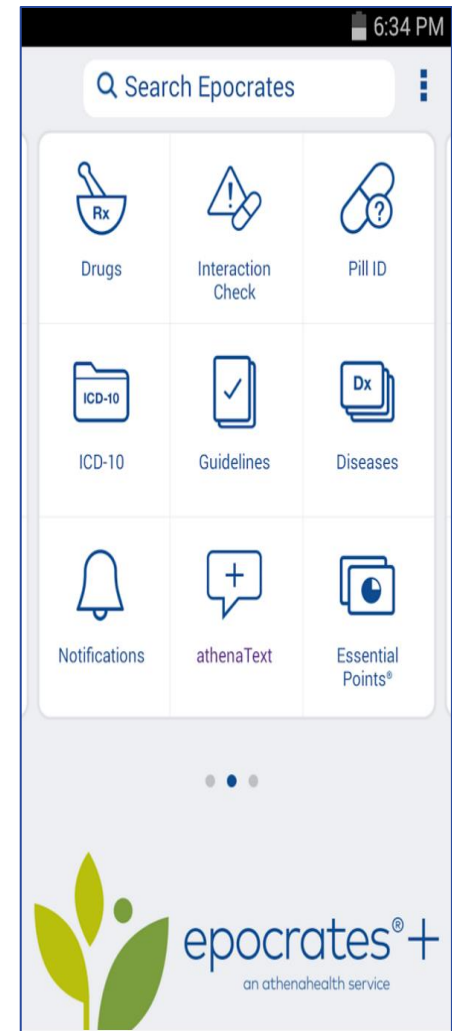 6:34 PM
Search Epocrates
Rx
?
Drugs
Interaction
Check
Pill ID
ICD-10
Dx
ICD-10
Guidelines
Diseases
Notifications
athenaText
Essential
Points®
epocrates®+
an athenahealth service